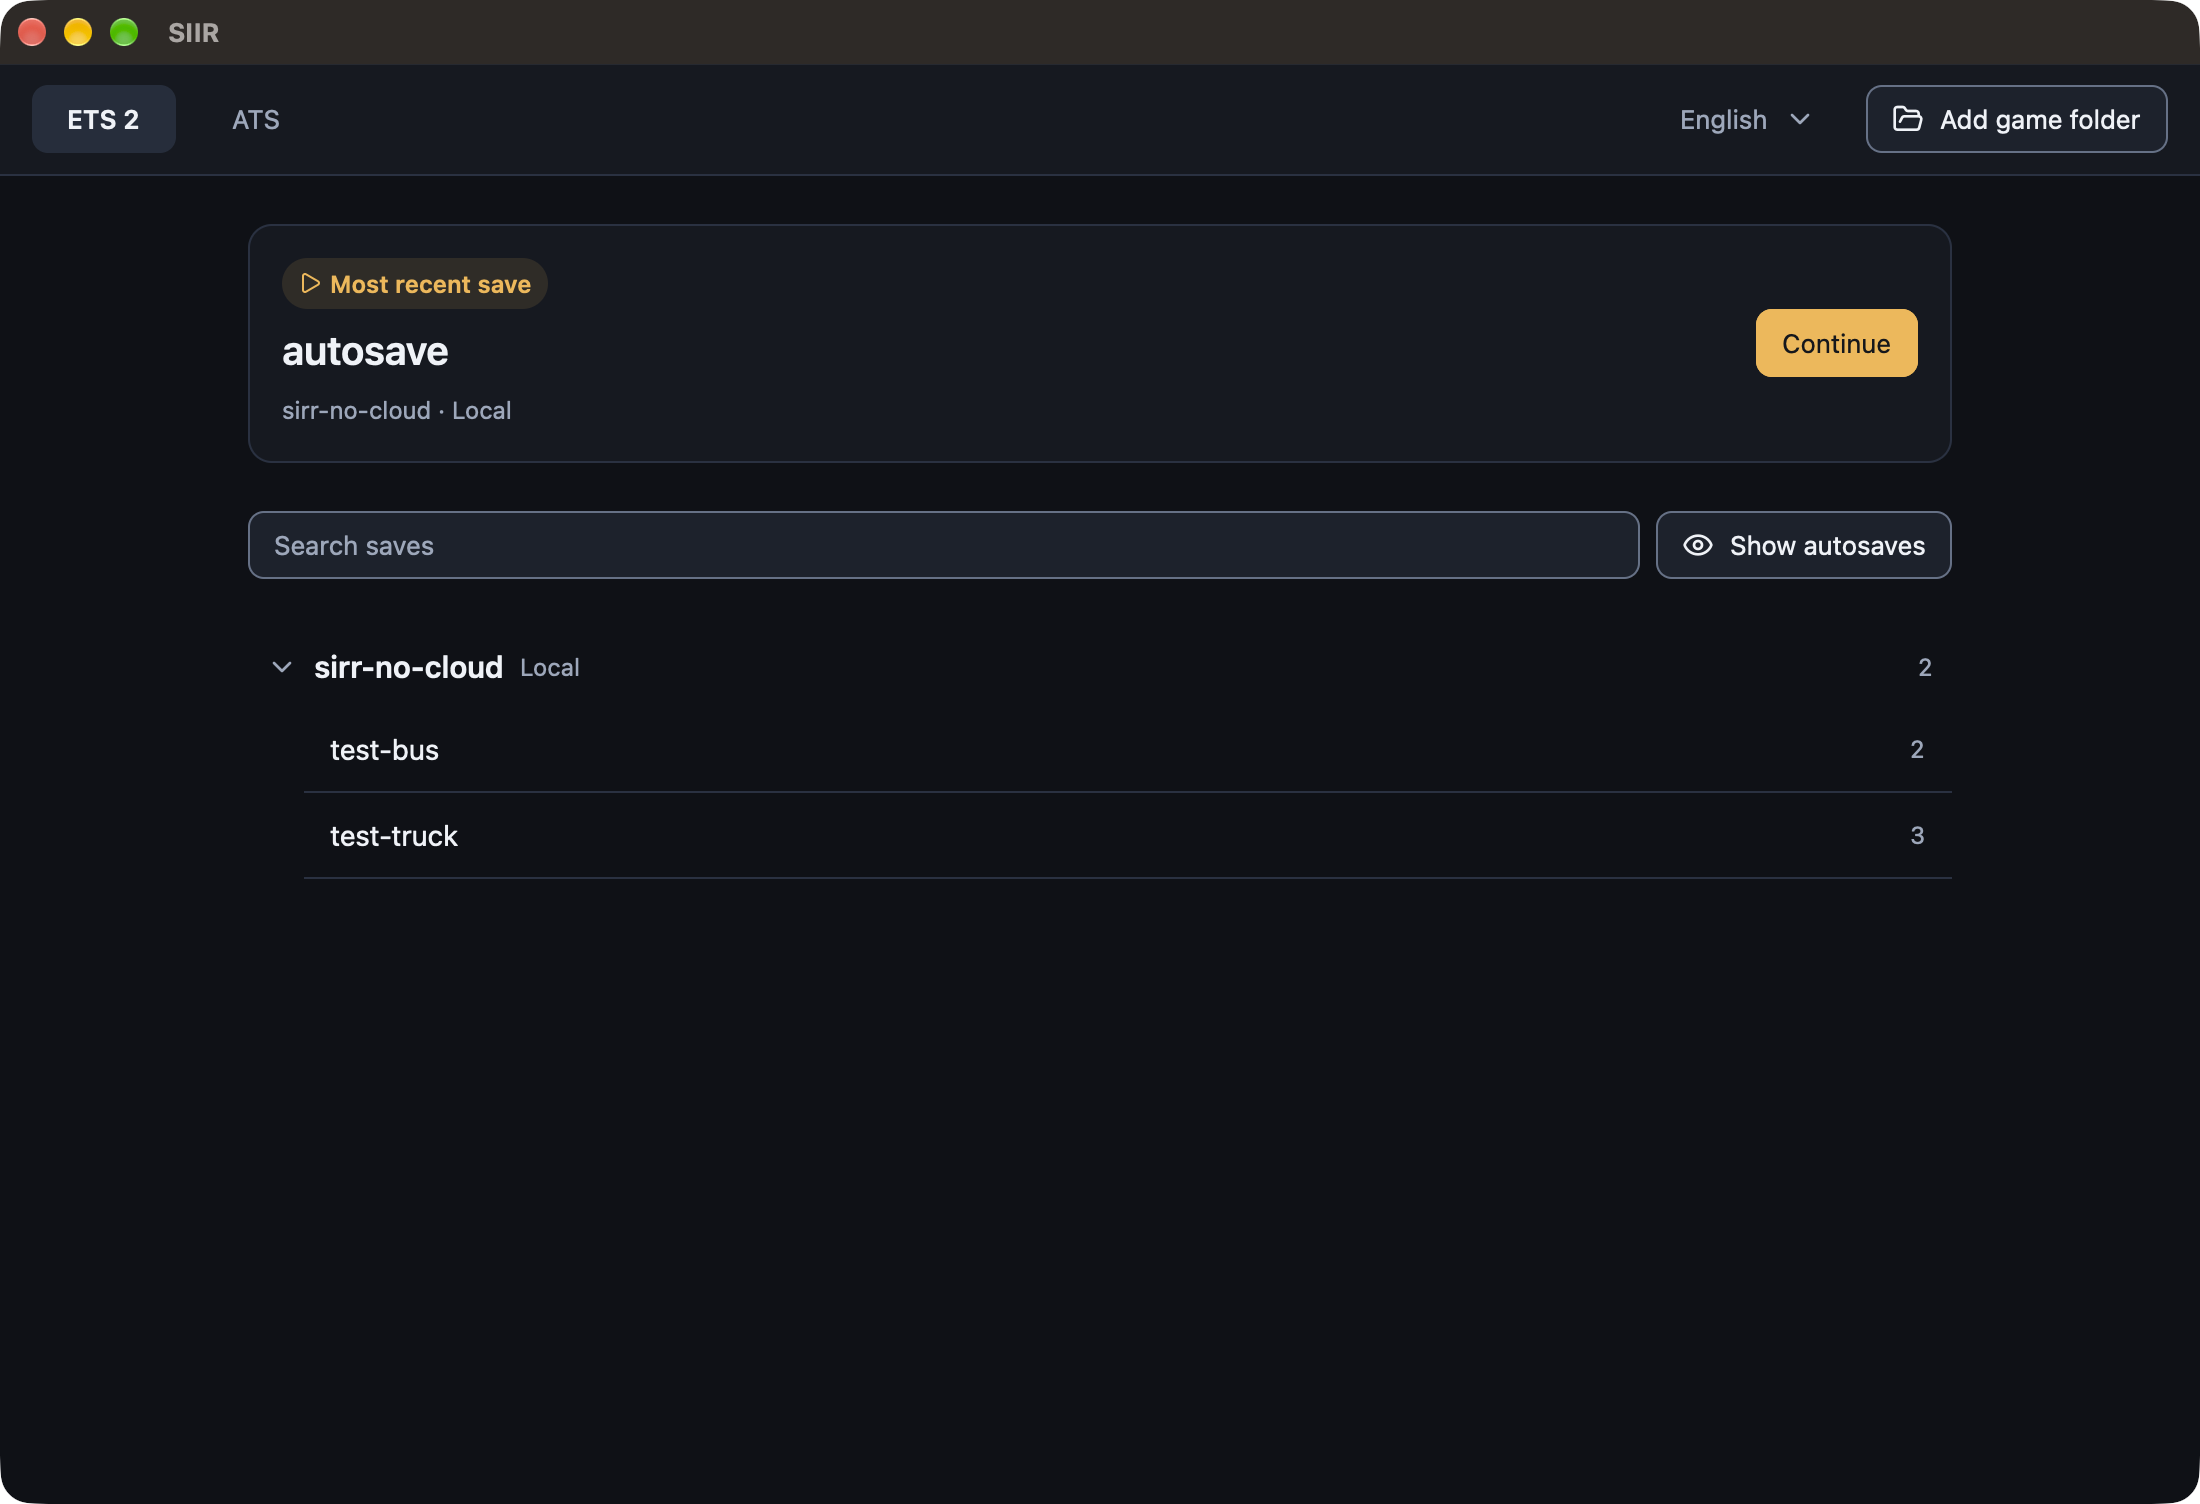 SIIR
ETS 2
ATS
English
Add game folder
Most recent save
autosave
sirr-no-cloud · Local
Continue
Search saves
Show autosaves
sirr-no-cloud Local 2
test-bus 2
test-truck 3